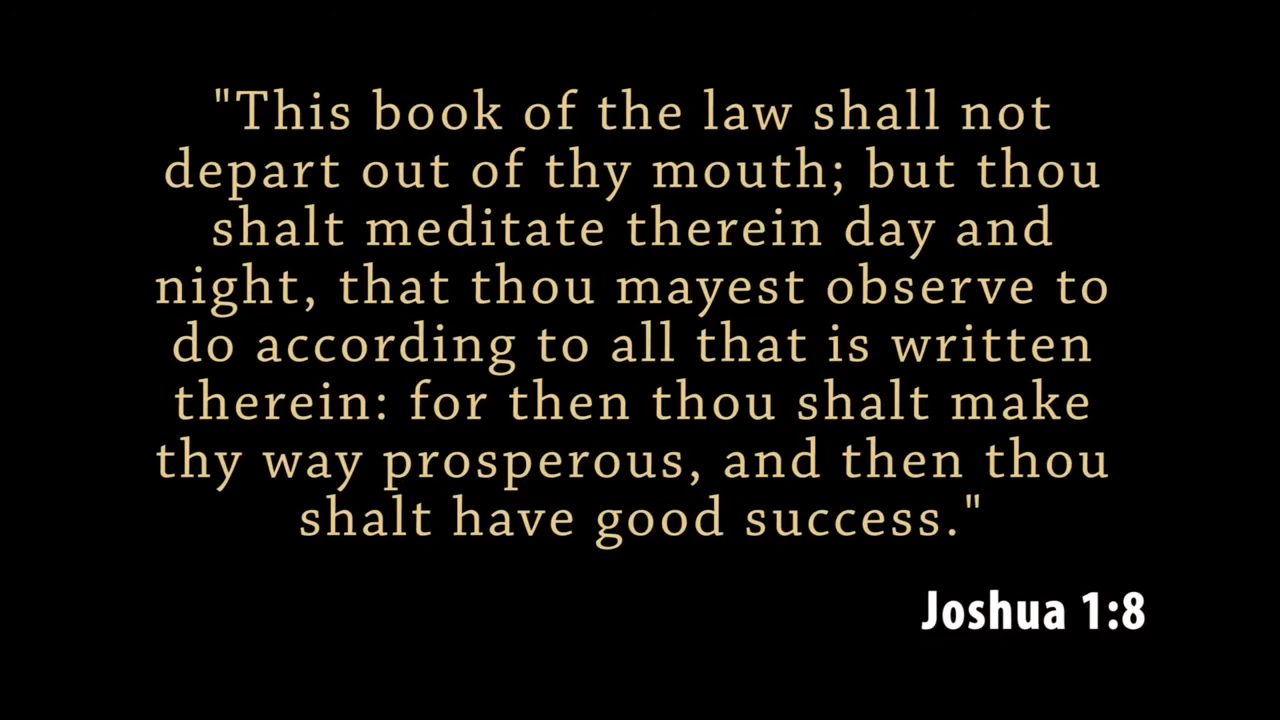 "This book of the law shall not
depart out of thy mouth; but thou
shalt meditate therein day and
night, that thou mayest observe to
do according to all that is written
therein: for then thou shalt make
thy way prosperous, and then thou
shalt have good success."
Joshua 1:8